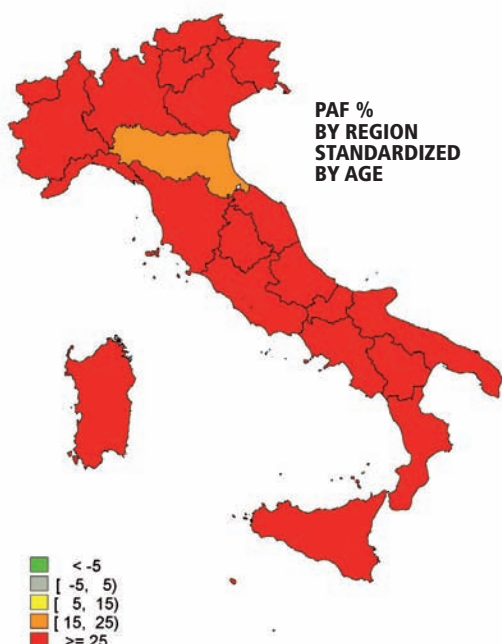 PAF %
BY REGION
STANDARDIZED
BY AGE
< -5
[ -5, 5)
[ 5, 15)
[ 15, 25)
>= 25